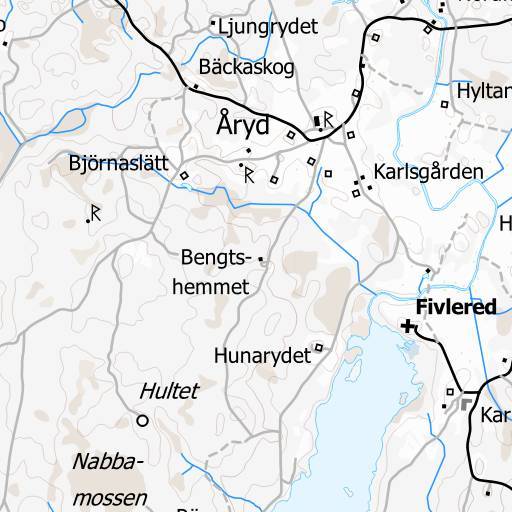 Ljungrydet
Bäckaskog
Hyltan
Åryd
Björnaslätt
Karlsgården
H
Bengts-
hemmet
Fivlered
Hunarydet
Hultet
Kar
Nabba-
mossen